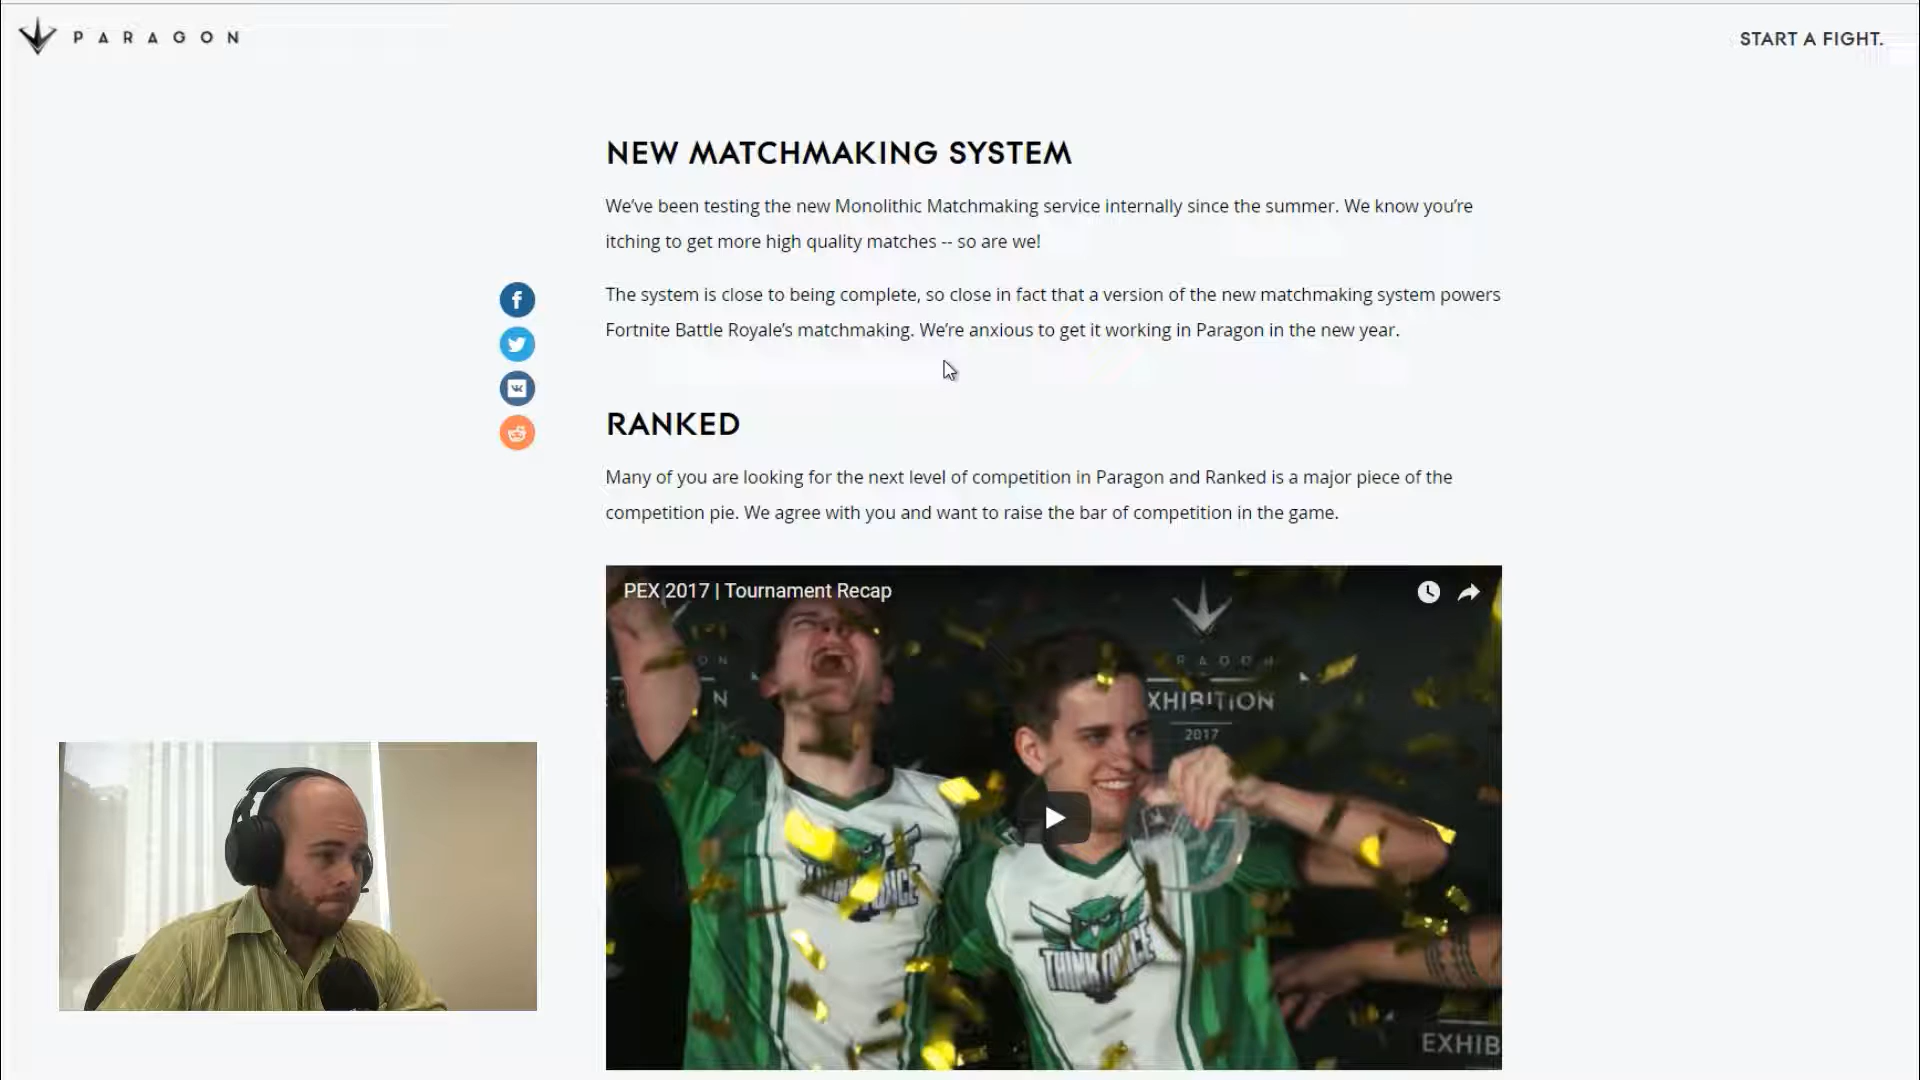 PARAGON
START A FIGHT.
NEW MATCHMAKING SYSTEM
We've been testing the new Monolithic Matchmaking service internally since the summer. We know you're
itching to get more high quality matches -- so are we!
The system is close to being complete, so close in fact that a version of the new matchmaking system powers
Fortnite Battle Royale's matchmaking. We're anxious to get it working in Paragon in the new year.
RANKED
Many of you are looking for the next level of competition in Paragon and Ranked is a major piece of the
competition pie. We agree with you and want to raise the bar of competition in the game.
PEX 2017 | Tournament Recap
RAGON
XHIBITION
2017
ON
N
THINK
THINK
EXHIB